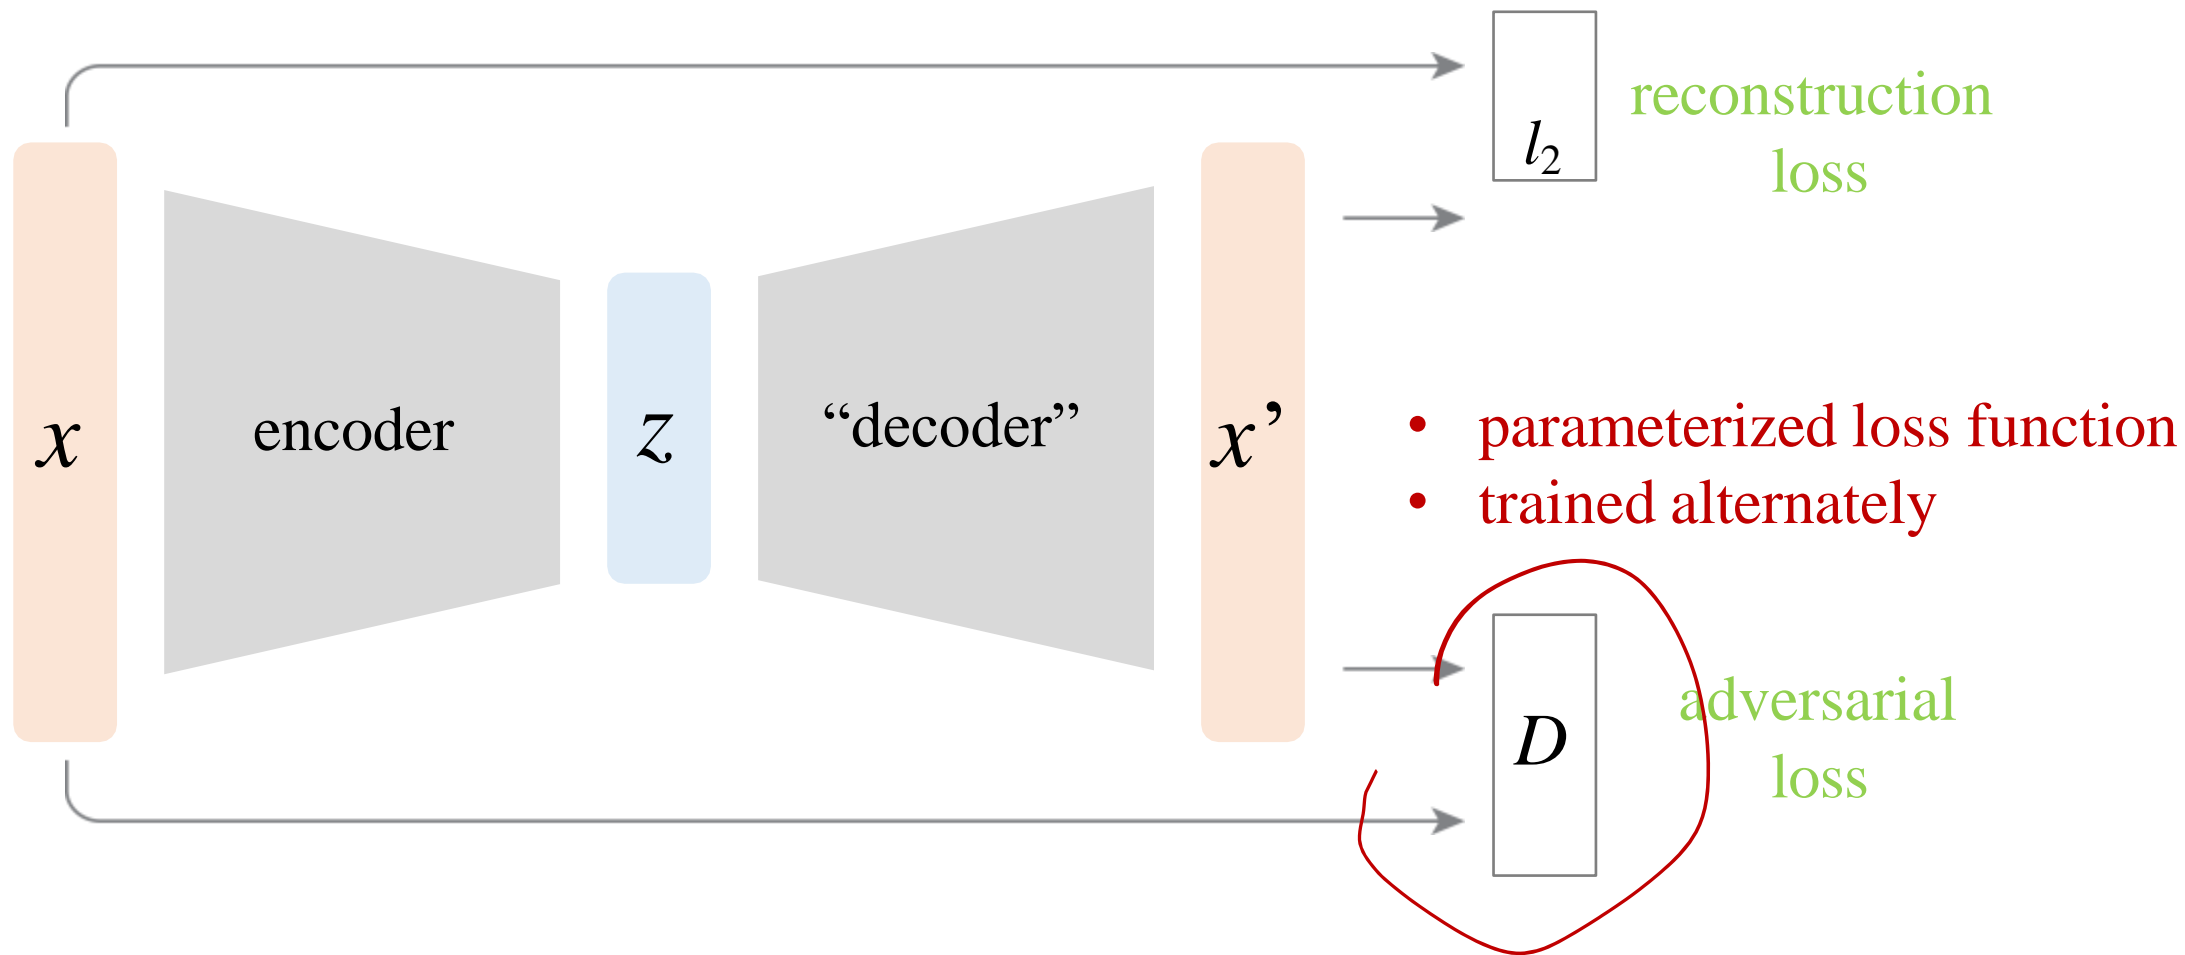 x
encoder
z
“decoder”
x’
l₂
reconstruction
loss
• parameterized loss function
• trained alternately
D
adversarial
loss